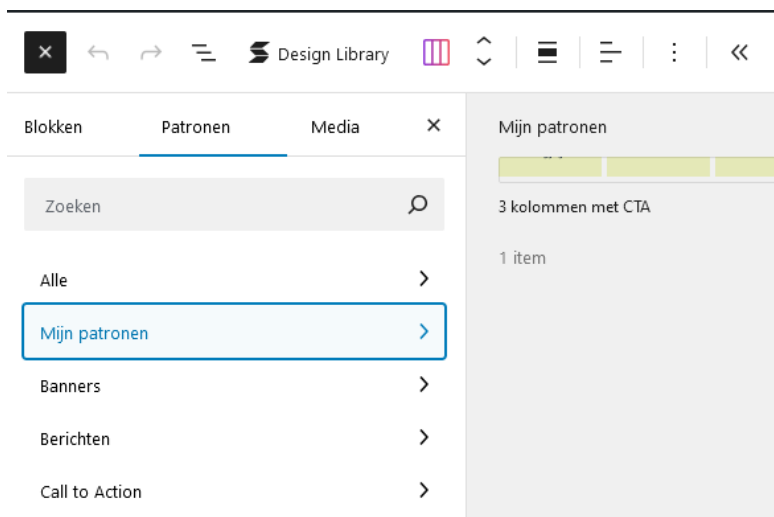 Design Library
Blokken
Patronen
Media
Zoeken
Alle
Mijn patronen
Banners
Berichten
Call to Action
Mijn patronen
3 kolommen met CTA
1 item